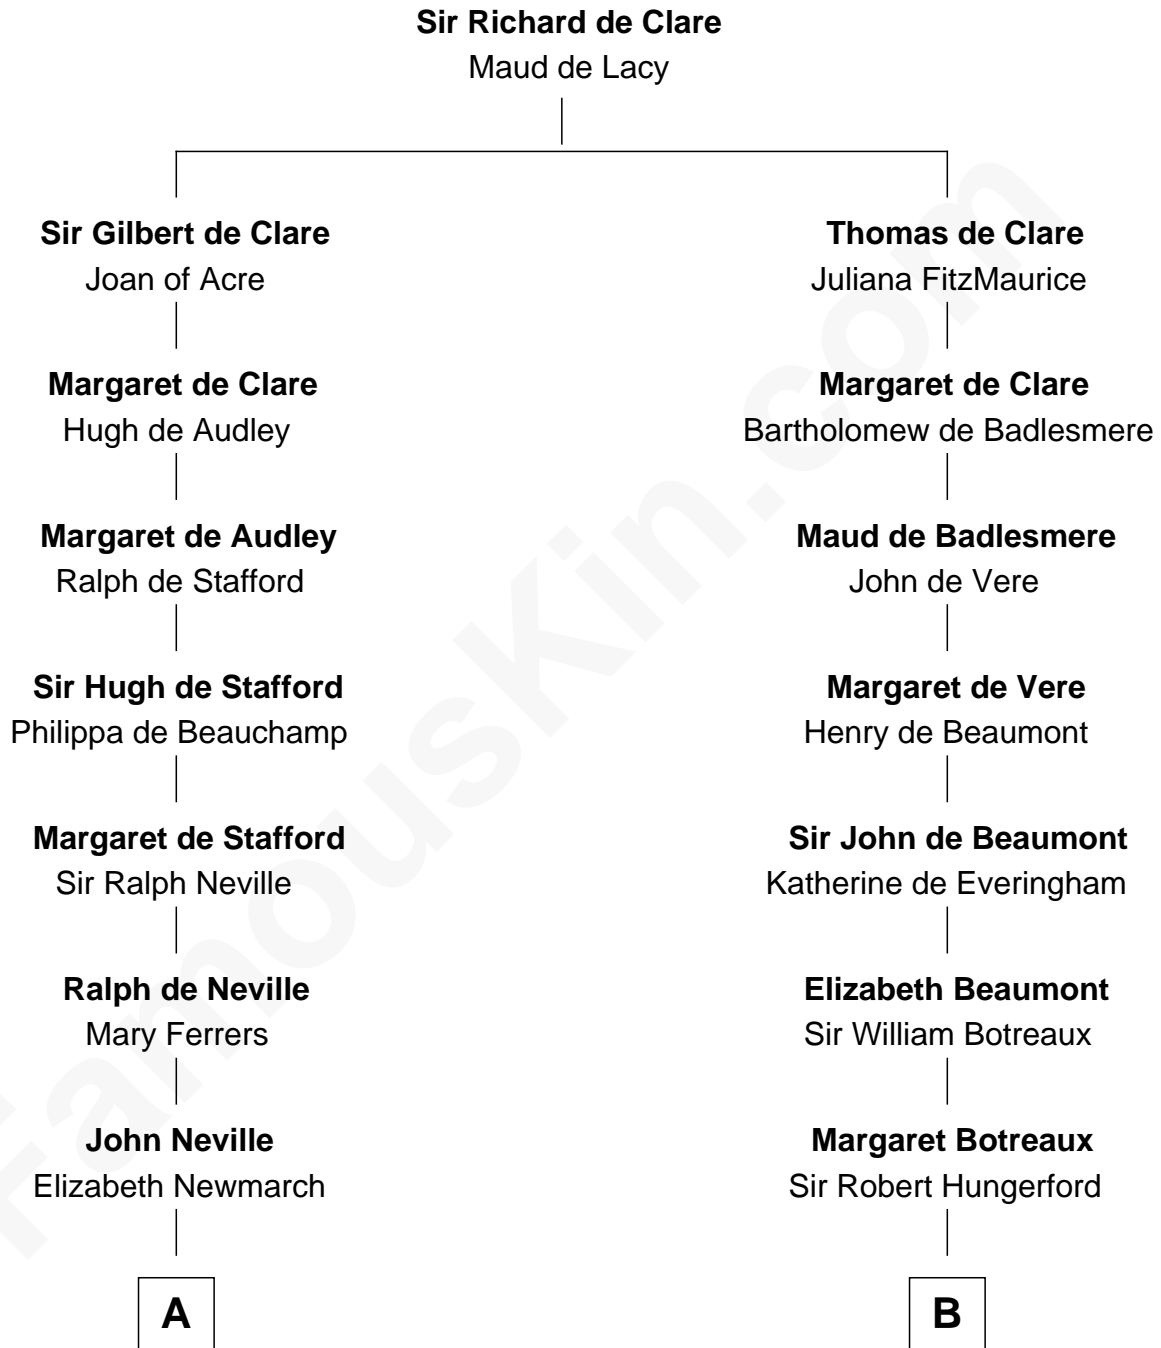 Sir Richard de Clare
Maud de Lacy
Sir Gilbert de Clare
Joan of Acre
Margaret de Clare
Hugh de Audley
Margaret de Audley
Ralph de Stafford
Sir Hugh de Stafford
Philippa de Beauchamp
Margaret de Stafford
Sir Ralph Neville
Ralph de Neville
Mary Ferrers
John Neville
Elizabeth Newmarch
A
Thomas de Clare
Juliana FitzMaurice
Margaret de Clare
Bartholomew de Badlesmere
Maud de Badlesmere
John de Vere
Margaret de Vere
Henry de Beaumont
Sir John de Beaumont
Katherine de Everingham
Elizabeth Beaumont
Sir William Botreaux
Margaret Botreaux
Sir Robert Hungerford
B
FamousKin.com